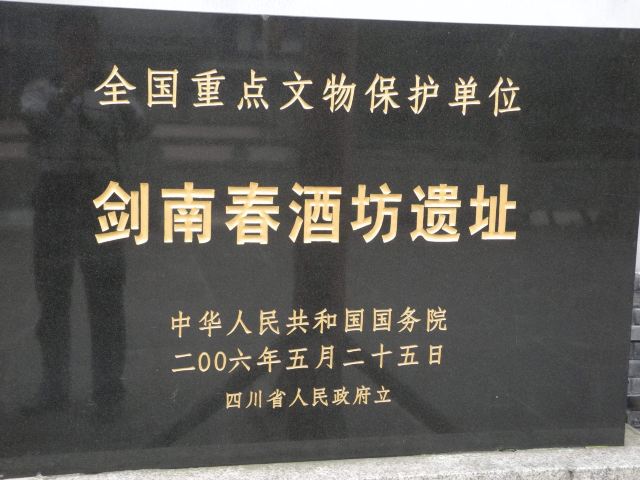 全国重点文物保护单位
剑南春酒坊遗址
中华人民共和国国务院
二00六年五月二十五日
四川省人民政府立